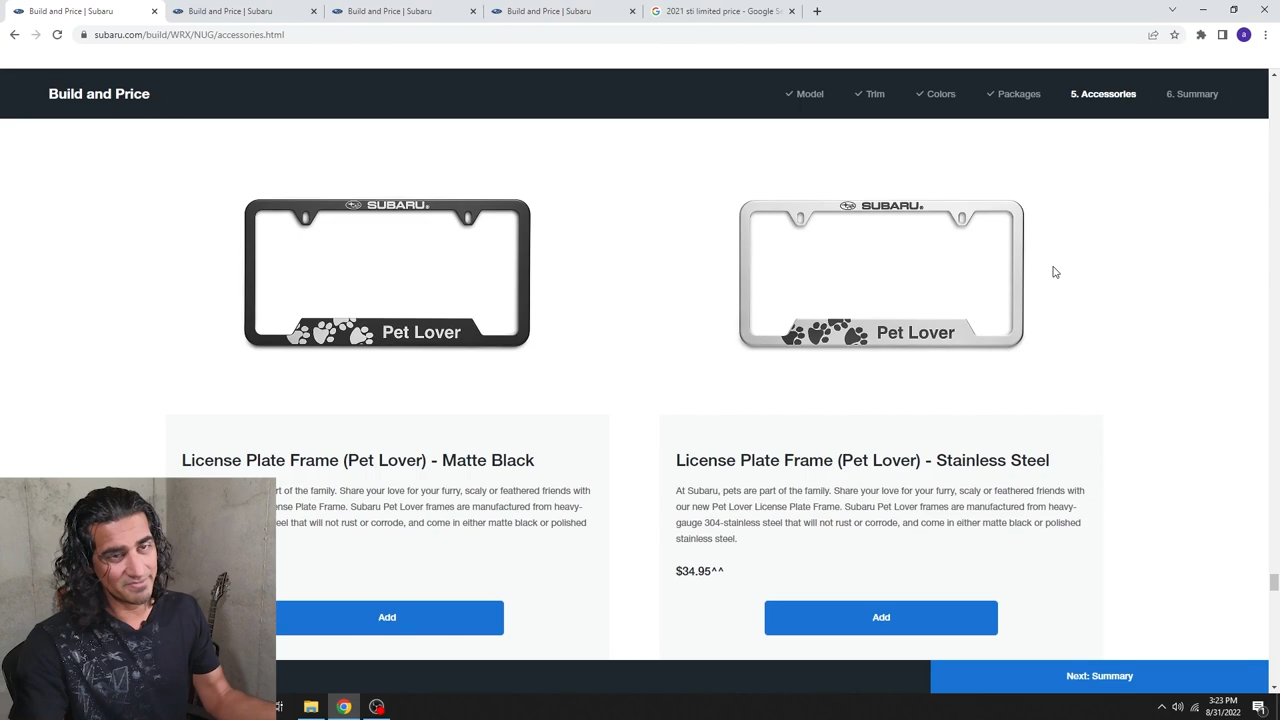 Build and Price | Subaru
Build and Price | Subaru
Build and Price | Subaru
Build and Price | Subaru
2021 sti limited price - Google Se
subaru.com/build/WRX/NUG/accessories.html
a
Build and Price
Model
Trim
Colors
Packages
5. Accessories
6. Summary
SUBARU®
Pet Lover
SUBARU®
Pet Lover
License Plate Frame (Pet Lover) - Matte Black
rt of the family. Share your love for your furry, scaly or feathered friends with
nse Plate Frame. Subaru Pet Lover frames are manufactured from heavy-
eel that will not rust or corrode, and come in either matte black or polished
Add
License Plate Frame (Pet Lover) - Stainless Steel
At Subaru, pets are part of the family. Share your love for your furry, scaly or feathered friends with
our new Pet Lover License Plate Frame. Subaru Pet Lover frames are manufactured from heavy-
gauge 304-stainless steel that will not rust or corrode, and come in either matte black or polished
stainless steel.
$34.95^^
Add
Next: Summary
3:23 PM
8/31/2022
1